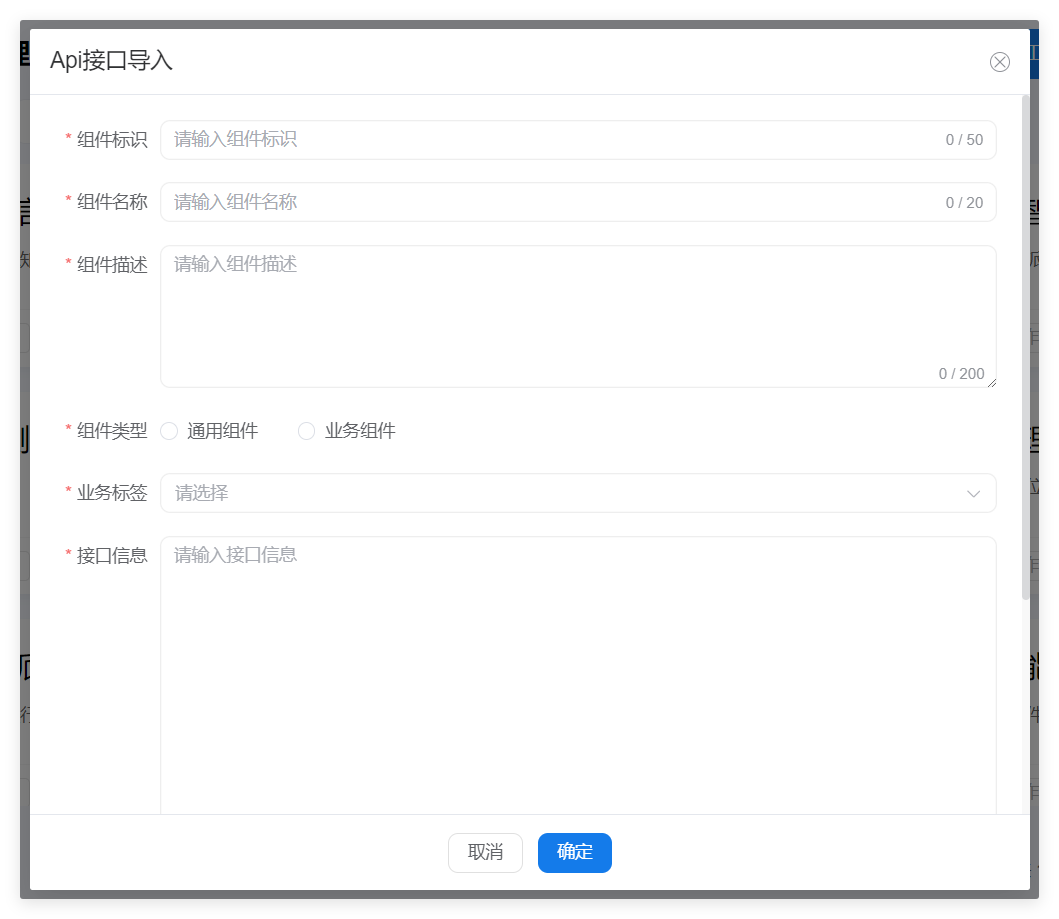 Api接口导入
* 组件标识 请输入组件标识 0 / 50
* 组件名称 请输入组件名称 0 / 20
* 组件描述 请输入组件描述
0 / 200
* 组件类型 通用组件 业务组件
* 业务标签 请选择
* 接口信息 请输入接口信息
取消 确定